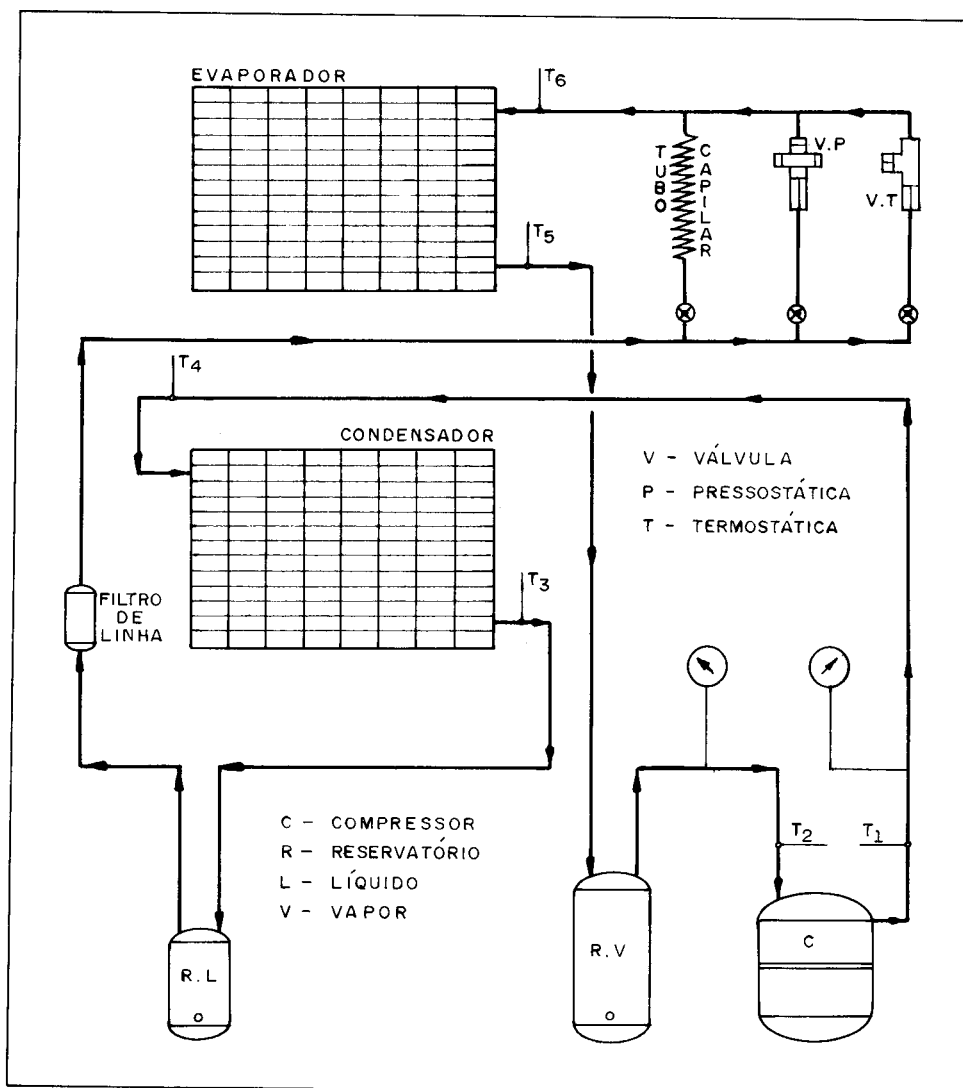 EVAPORADOR
T6
TUBO
CAPILAR
V.P
V.T
T5
T4
CONDENSADOR
V - VÁLVULA
P - PRESSOSTÁTICA
T - TERMOSTÁTICA
FILTRO
DE
LINHA
T3
C - COMPRESSOR
R - RESERVATÓRIO
L - LÍQUIDO
V - VAPOR
T2
T1
R.L
R.V
C